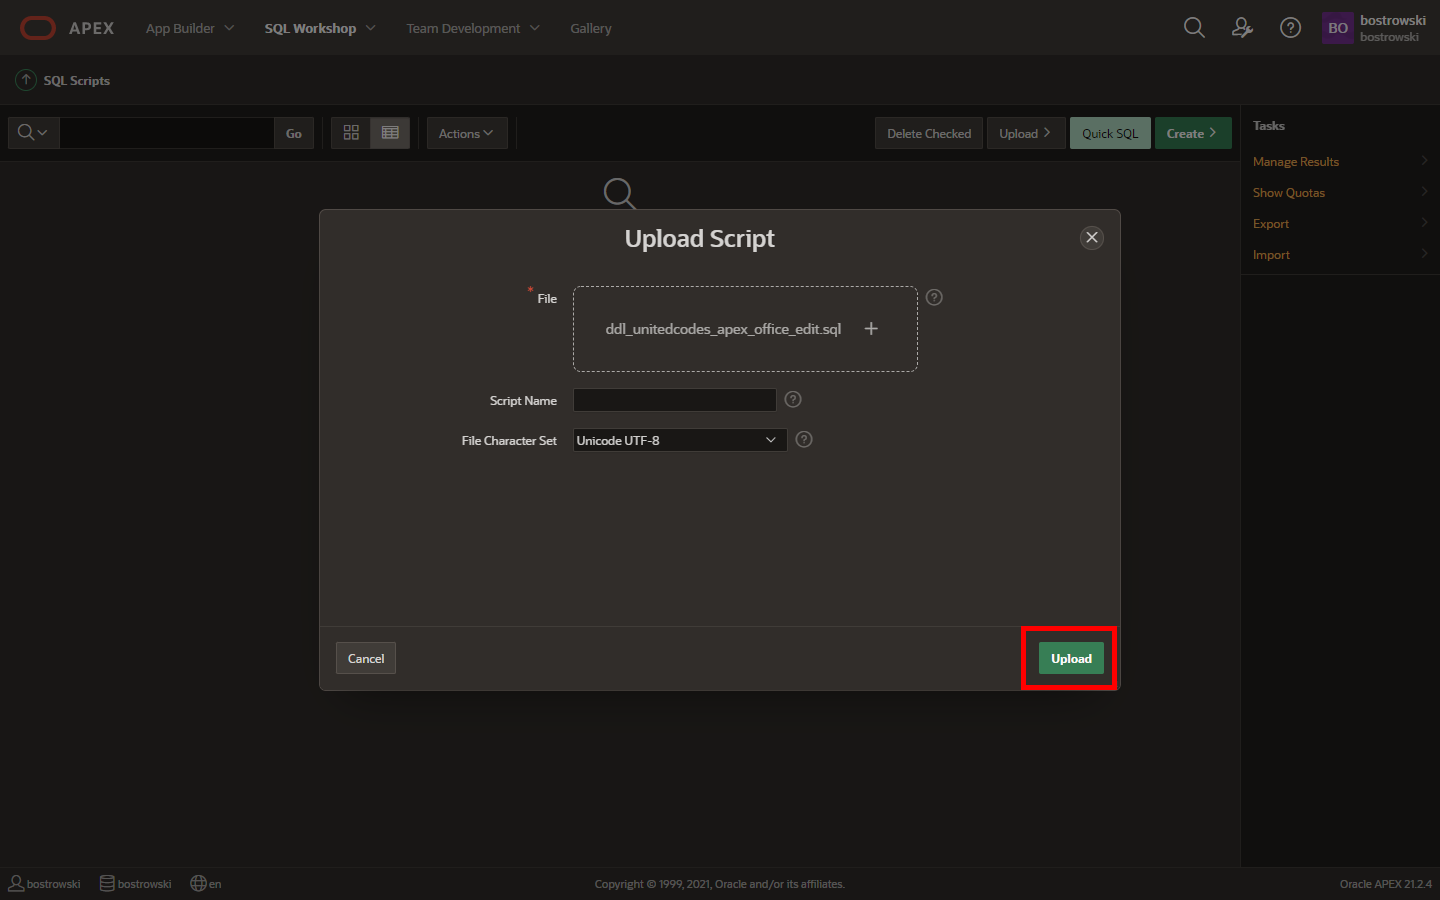 APEX
App Builder
SQL Workshop
Team Development
Gallery
BO
bostrowski
bostrowski
SQL Scripts
Go
Actions
Delete Checked
Upload
Quick SQL
Create
Tasks
Manage Results
Show Quotas
Export
Import
Upload Script
* File
ddl_unitedcodes_apex_office_edit.sql
Script Name
File Character Set
Unicode UTF-8
Cancel
Upload
bostrowski
bostrowski
en
Copyright © 1999, 2021, Oracle and/or its affiliates.
Oracle APEX 21.2.4